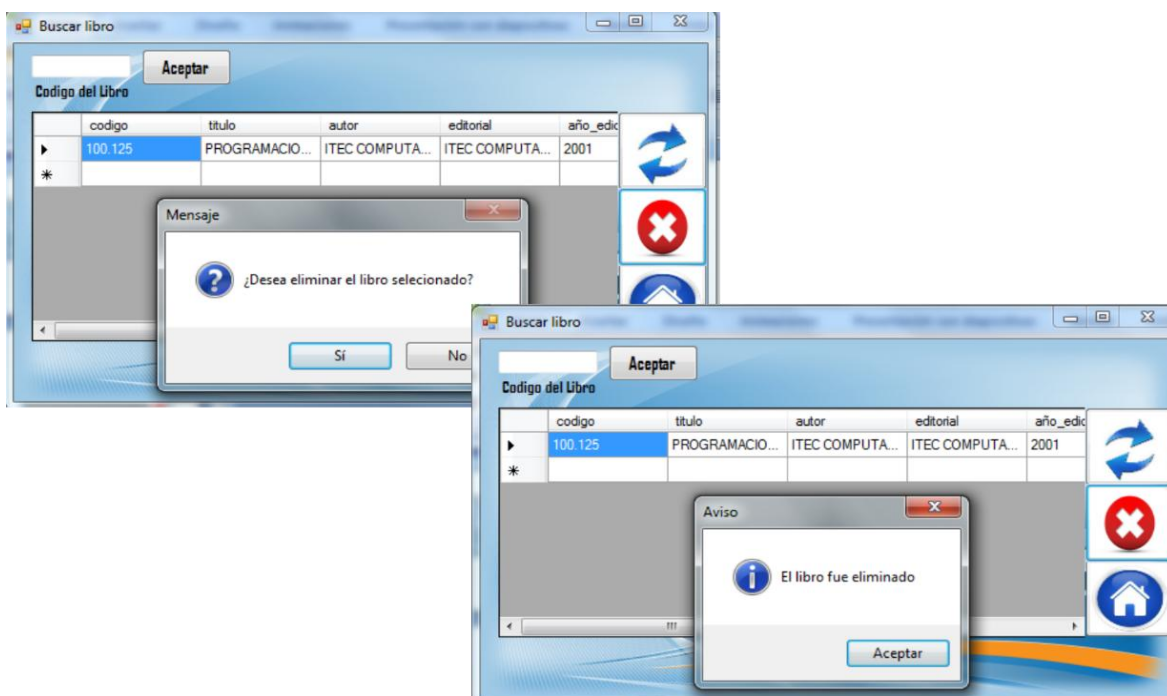 Buscar libro
Aceptar
Codigo del Libro
codigo titulo autor editorial año_edic
100.125 PROGRAMACIO... ITEC COMPUTA... ITEC COMPUTA... 2001
Mensaje
¿Desea eliminar el libro selecionado?
Sí No
Buscar libro
Aceptar
Codigo del Libro
codigo titulo autor editorial año_edic
100.125 PROGRAMACIO... ITEC COMPUTA... ITEC COMPUTA... 2001
Aviso
El libro fue eliminado
Aceptar